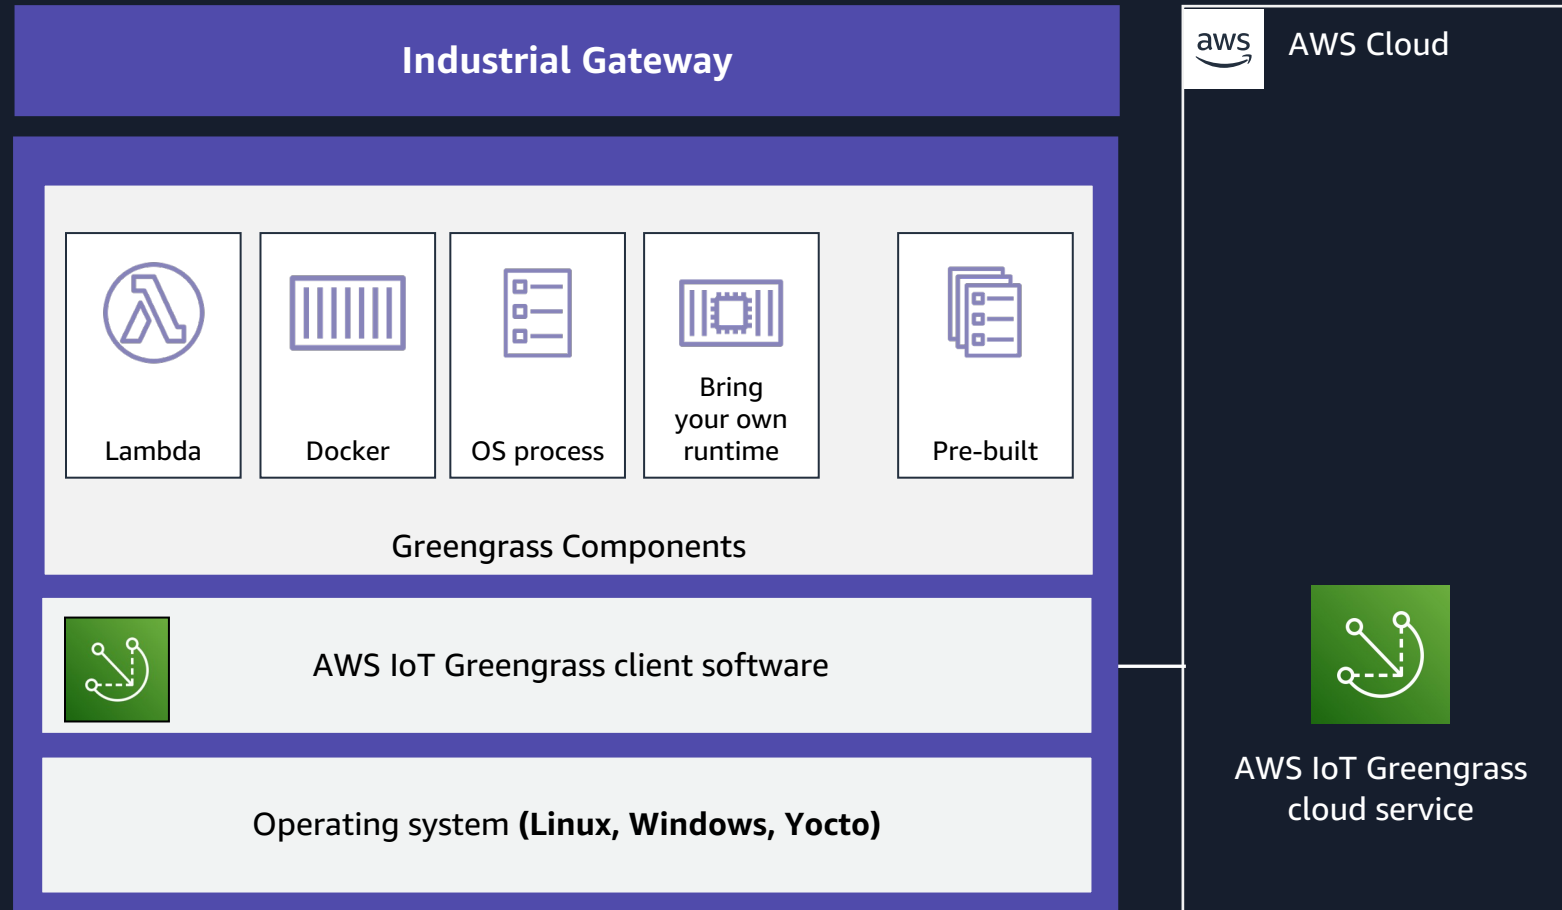 Industrial Gateway
aws
AWS Cloud
Lambda
Docker
OS process
Bring
your own
runtime
Pre-built
Greengrass Components
AWS IoT Greengrass client software
Operating system (Linux, Windows, Yocto)
AWS IoT Greengrass
cloud service